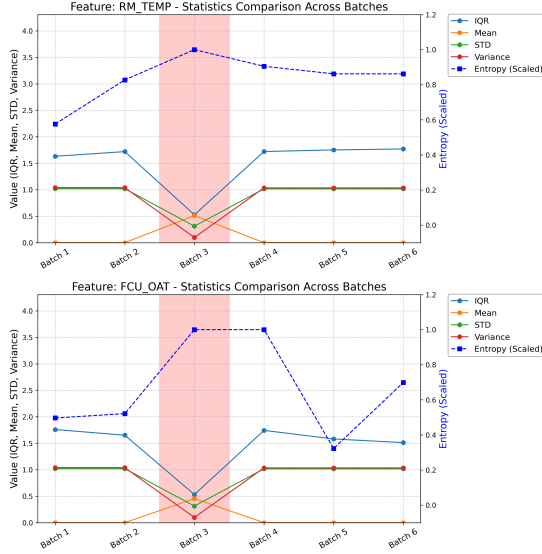 Feature: RM_TEMP - Statistics Comparison Across Batches
Value (IQR, Mean, STD, Variance)
4.0
3.5
3.0
2.5
2.0
1.5
1.0
0.5
0.0
1.2
1.0
0.8
0.6
0.4
0.2
0.0
Entropy (Scaled)
IQR
Mean
STD
Variance
Entropy (Scaled)
Batch 1
Batch 2
Batch 3
Batch 4
Batch 5
Batch 6
Feature: FCU_OAT - Statistics Comparison Across Batches
Value (IQR, Mean, STD, Variance)
4.0
3.5
3.0
2.5
2.0
1.5
1.0
0.5
0.0
1.2
1.0
0.8
0.6
0.4
0.2
0.0
Entropy (Scaled)
IQR
Mean
STD
Variance
Entropy (Scaled)
Batch 1
Batch 2
Batch 3
Batch 4
Batch 5
Batch 6